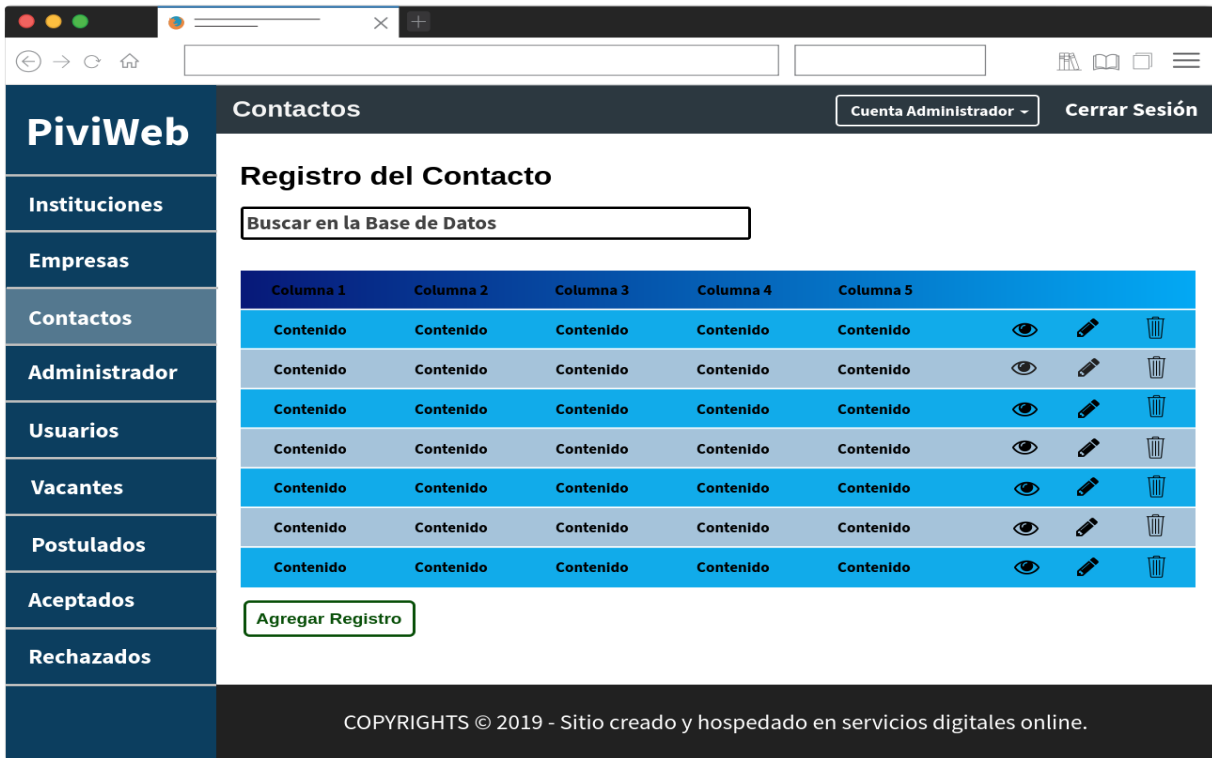 PiviWeb
Contactos
Cuenta Administrador
Cerrar Sesión
Instituciones
Empresas
Contactos
Administrador
Usuarios
Vacantes
Postulados
Aceptados
Rechazados
Registro del Contacto
Buscar en la Base de Datos
Columna 1 Columna 2 Columna 3 Columna 4 Columna 5
Contenido Contenido Contenido Contenido Contenido
Contenido Contenido Contenido Contenido Contenido
Contenido Contenido Contenido Contenido Contenido
Contenido Contenido Contenido Contenido Contenido
Contenido Contenido Contenido Contenido Contenido
Contenido Contenido Contenido Contenido Contenido
Contenido Contenido Contenido Contenido Contenido
Agregar Registro
COPYRIGHTS © 2019 - Sitio creado y hospedado en servicios digitales online.